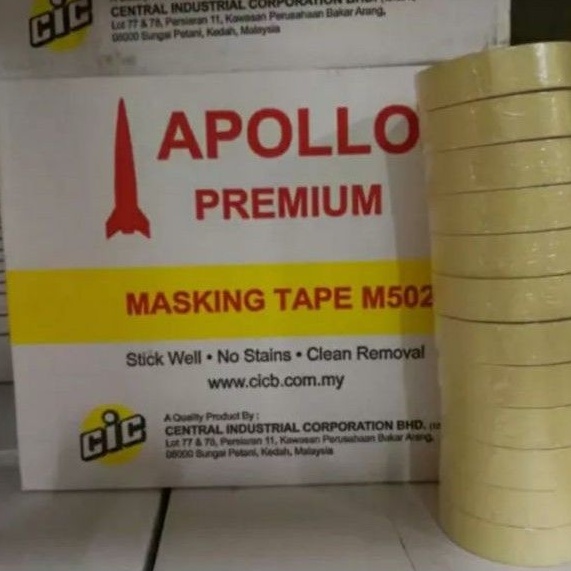 cic
CENTRAL INDUSTRIAL CORPORATION
Lot 77 & 78, Persiaran 11, Kawasan Perusahaan Bakar Arang,
08000 Sungai Petani, Kedah, Malaysia
APOLLO
PREMIUM
MASKING TAPE M502
Stick Well • No Stains • Clean Removal
www.cicb.com.my
cic
A Quality Product By :
CENTRAL INDUSTRIAL CORPORATION BHD.
Lot 77 & 78, Persiaran 11, Kawasan Perusahaan Bakar Arang,
08000 Sungai Petani, Kedah, Malaysia